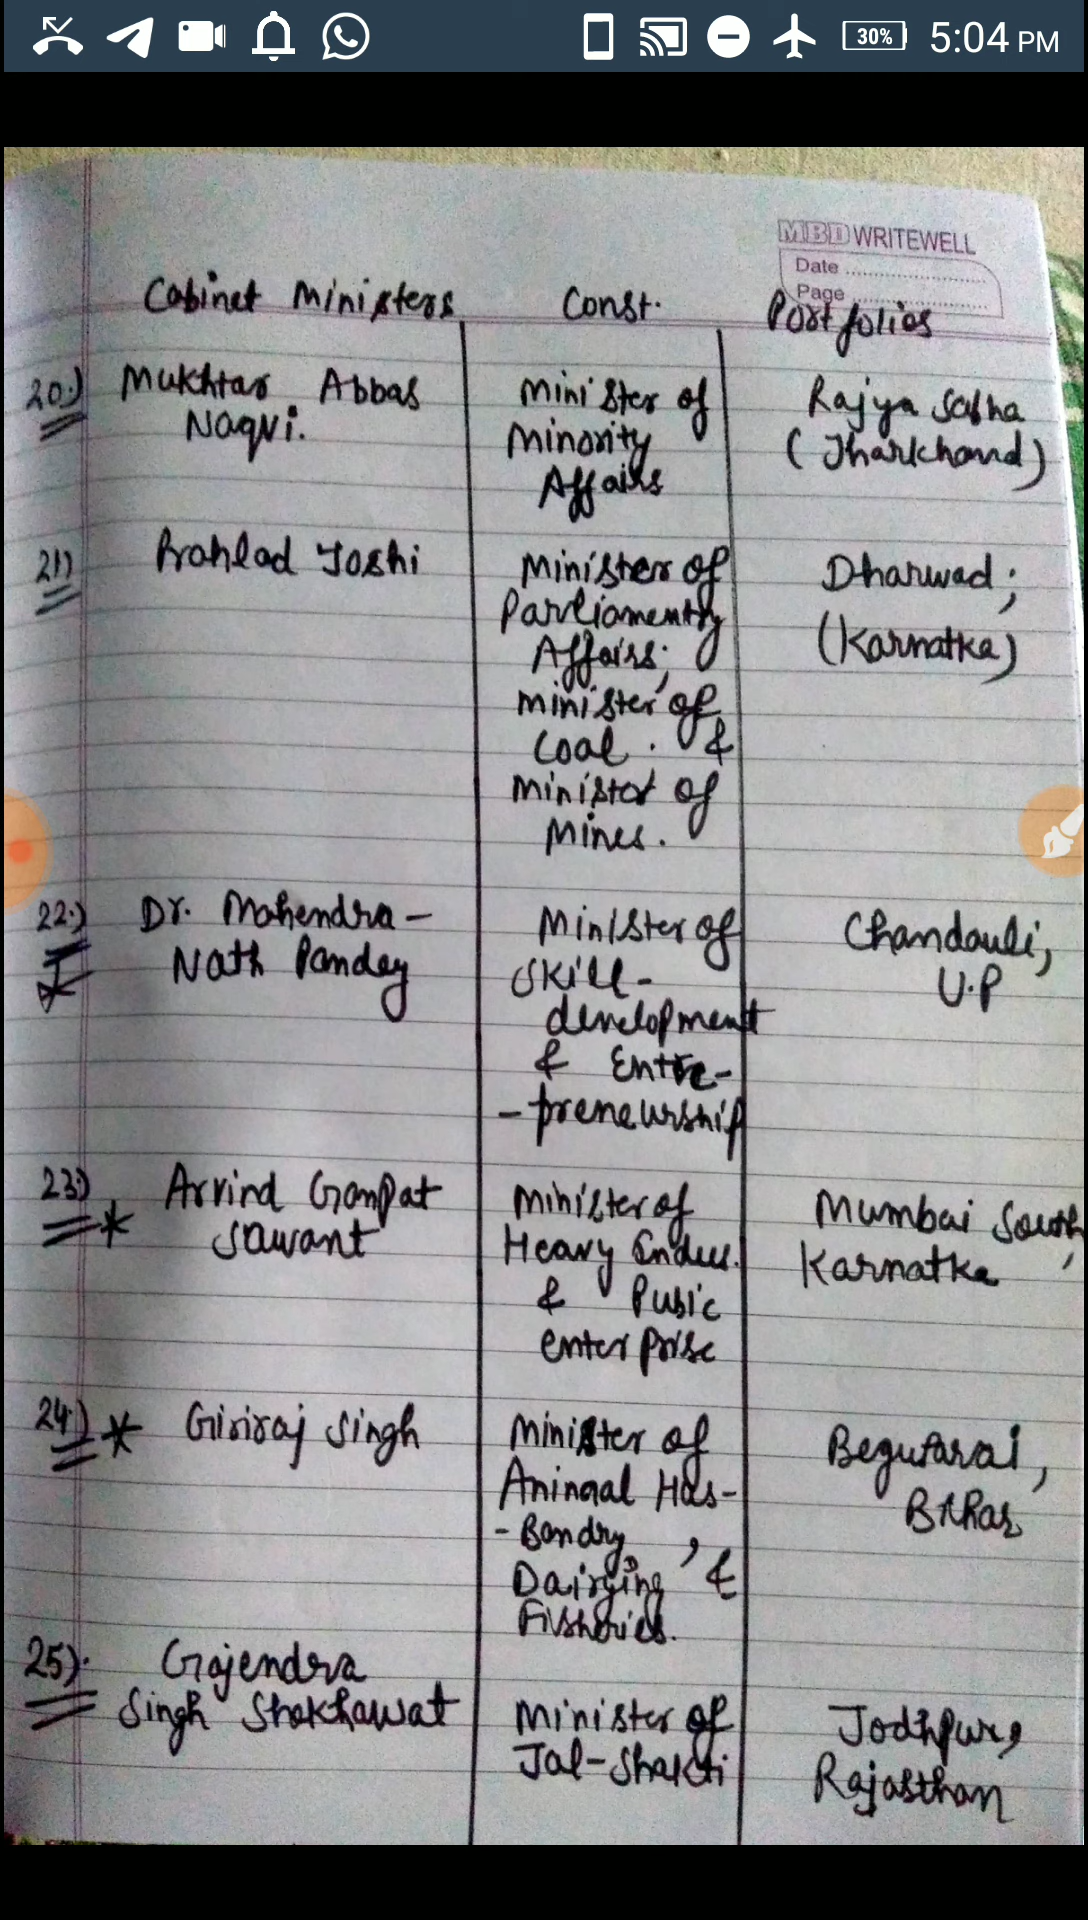 30% 5:04 PM
MBD WRITEWELL
Date
Page
Cabinet Ministers Const. Portfolios
20.) Mukhtar Abbas Minister of Rajya Sabha
Naqvi. Minority (Jharkhand)
Affairs
21) Prahlad Joshi Minister of Dharwad;
Parliamentry (Karnatka)
Affairs;
minister of
Coal. &
Minister of
Mines.
22.) Dr. Mahendra- Minister of Chandauli,
Nath Pandey Skill- U.P
development
& Entre-
-preneurship
23) Arvind Ganpat Minister of Mumbai South,
Sawant Heavy Indus. Karnatka
& Pubic
enterprise
24) Giriraj Singh Minister of Begusarai,
Animal Has- Bihar
-Bandry,
Dairying &
Fisheries.
25). Gajendra
Singh Shekhawat Minister of Jodhpur,
Jal-Shakti Rajasthan